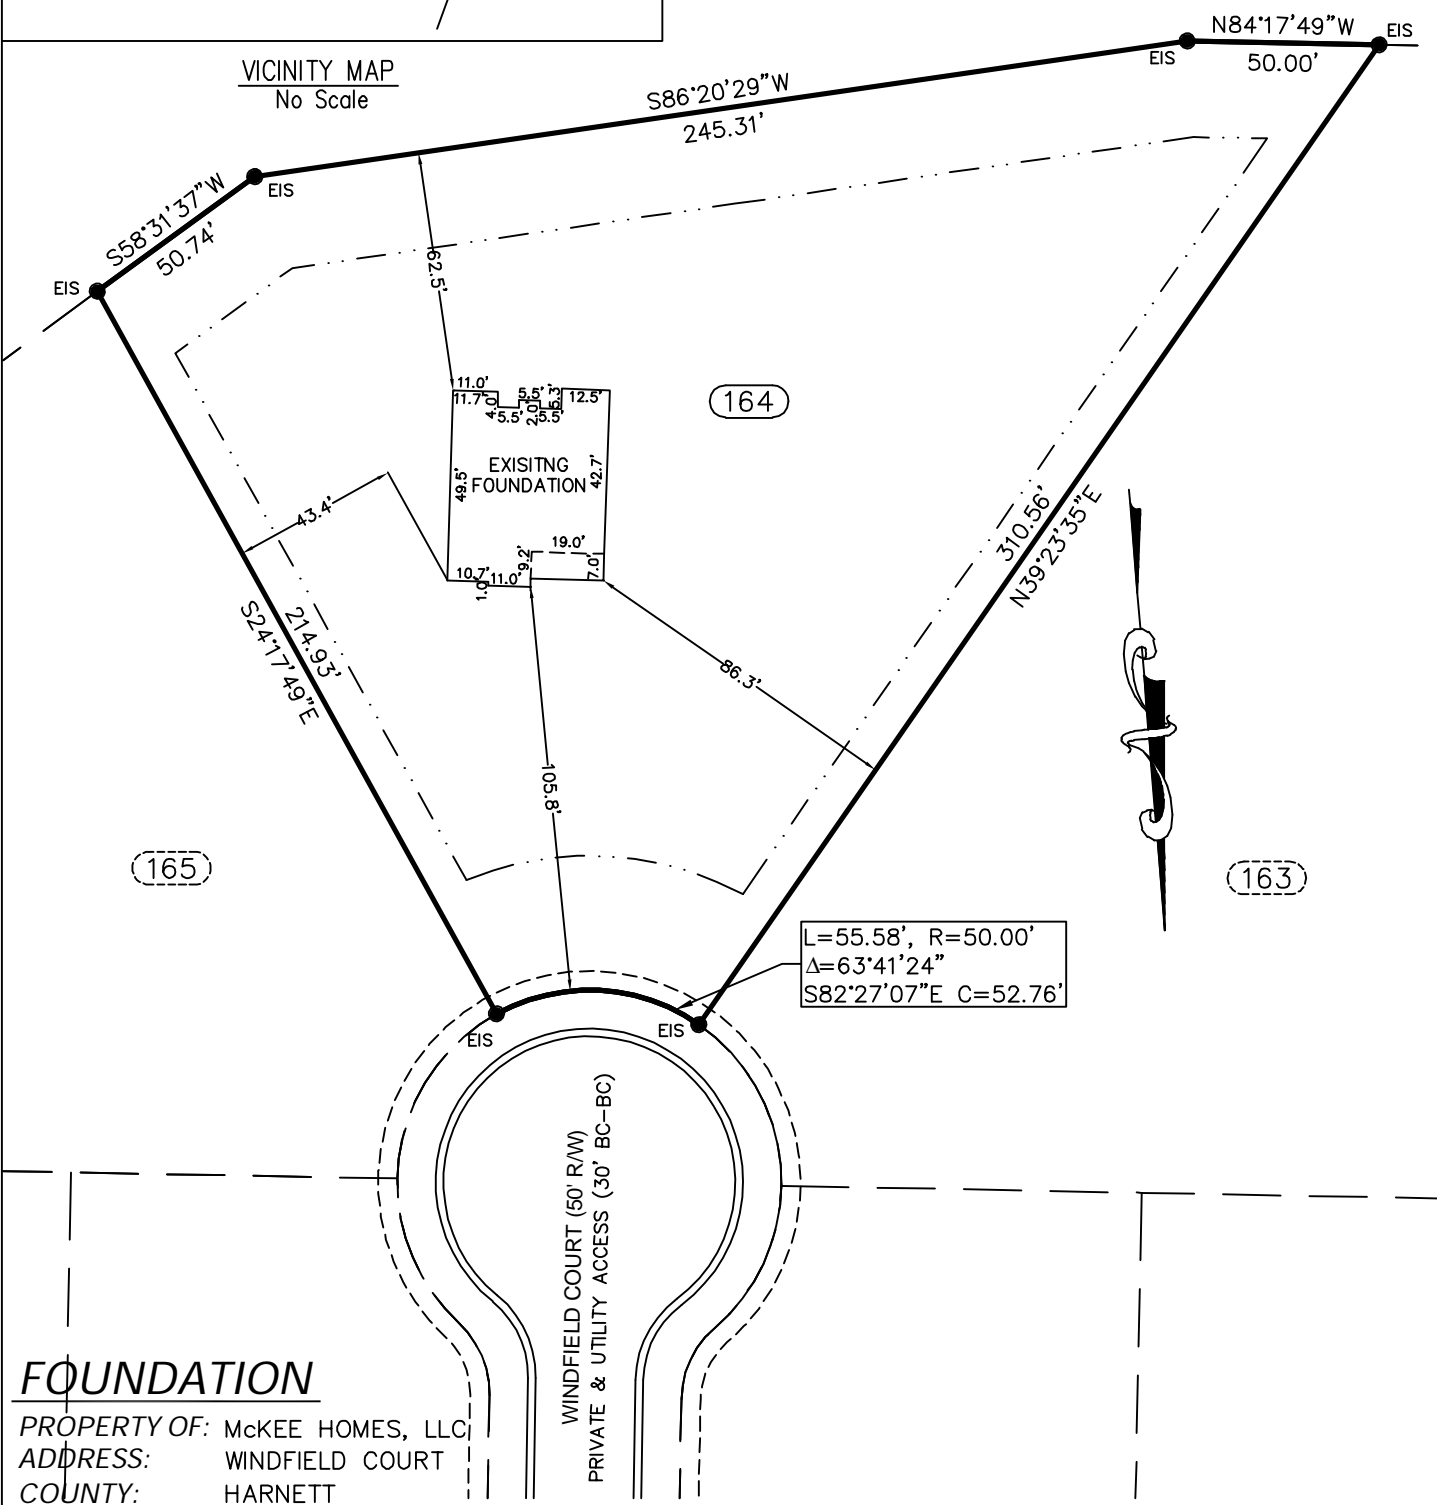 VICINITY MAP
No Scale
N84°17'49"W
50.00'
EIS
EIS
S86°20'29"W
245.31'
EIS
S58°31'37"W
50.74'
EIS
62.5'
164
11.0'
11.7'
4.0'
5.5'
5.5'
2.0'
5.5'
5.3'
12.5'
EXISITNG
FOUNDATION
49.5'
42.7'
43.4'
19.0'
9.2'
7.0'
10.7'
1.0'
11.0'
310.56'
N39°23'35"E
214.93'
S24°17'49"E
86.3'
105.8'
165
163
L=55.58', R=50.00'
Δ=63°41'24"
S82°27'07"E C=52.76'
EIS
EIS
WINDFIELD COURT (50' R/W)
PRIVATE & UTILITY ACCESS (30' BC-BC)
FOUNDATION
PROPERTY OF: McKEE HOMES, LLC
ADDRESS: WINDFIELD COURT
COUNTY: HARNETT